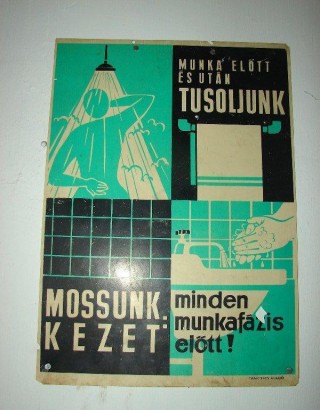 MUNKA ELŐTT
ÉS UTÁN
TUSOLJUNK
MOSSUNK
KEZET:
minden
munkafázis
előtt!